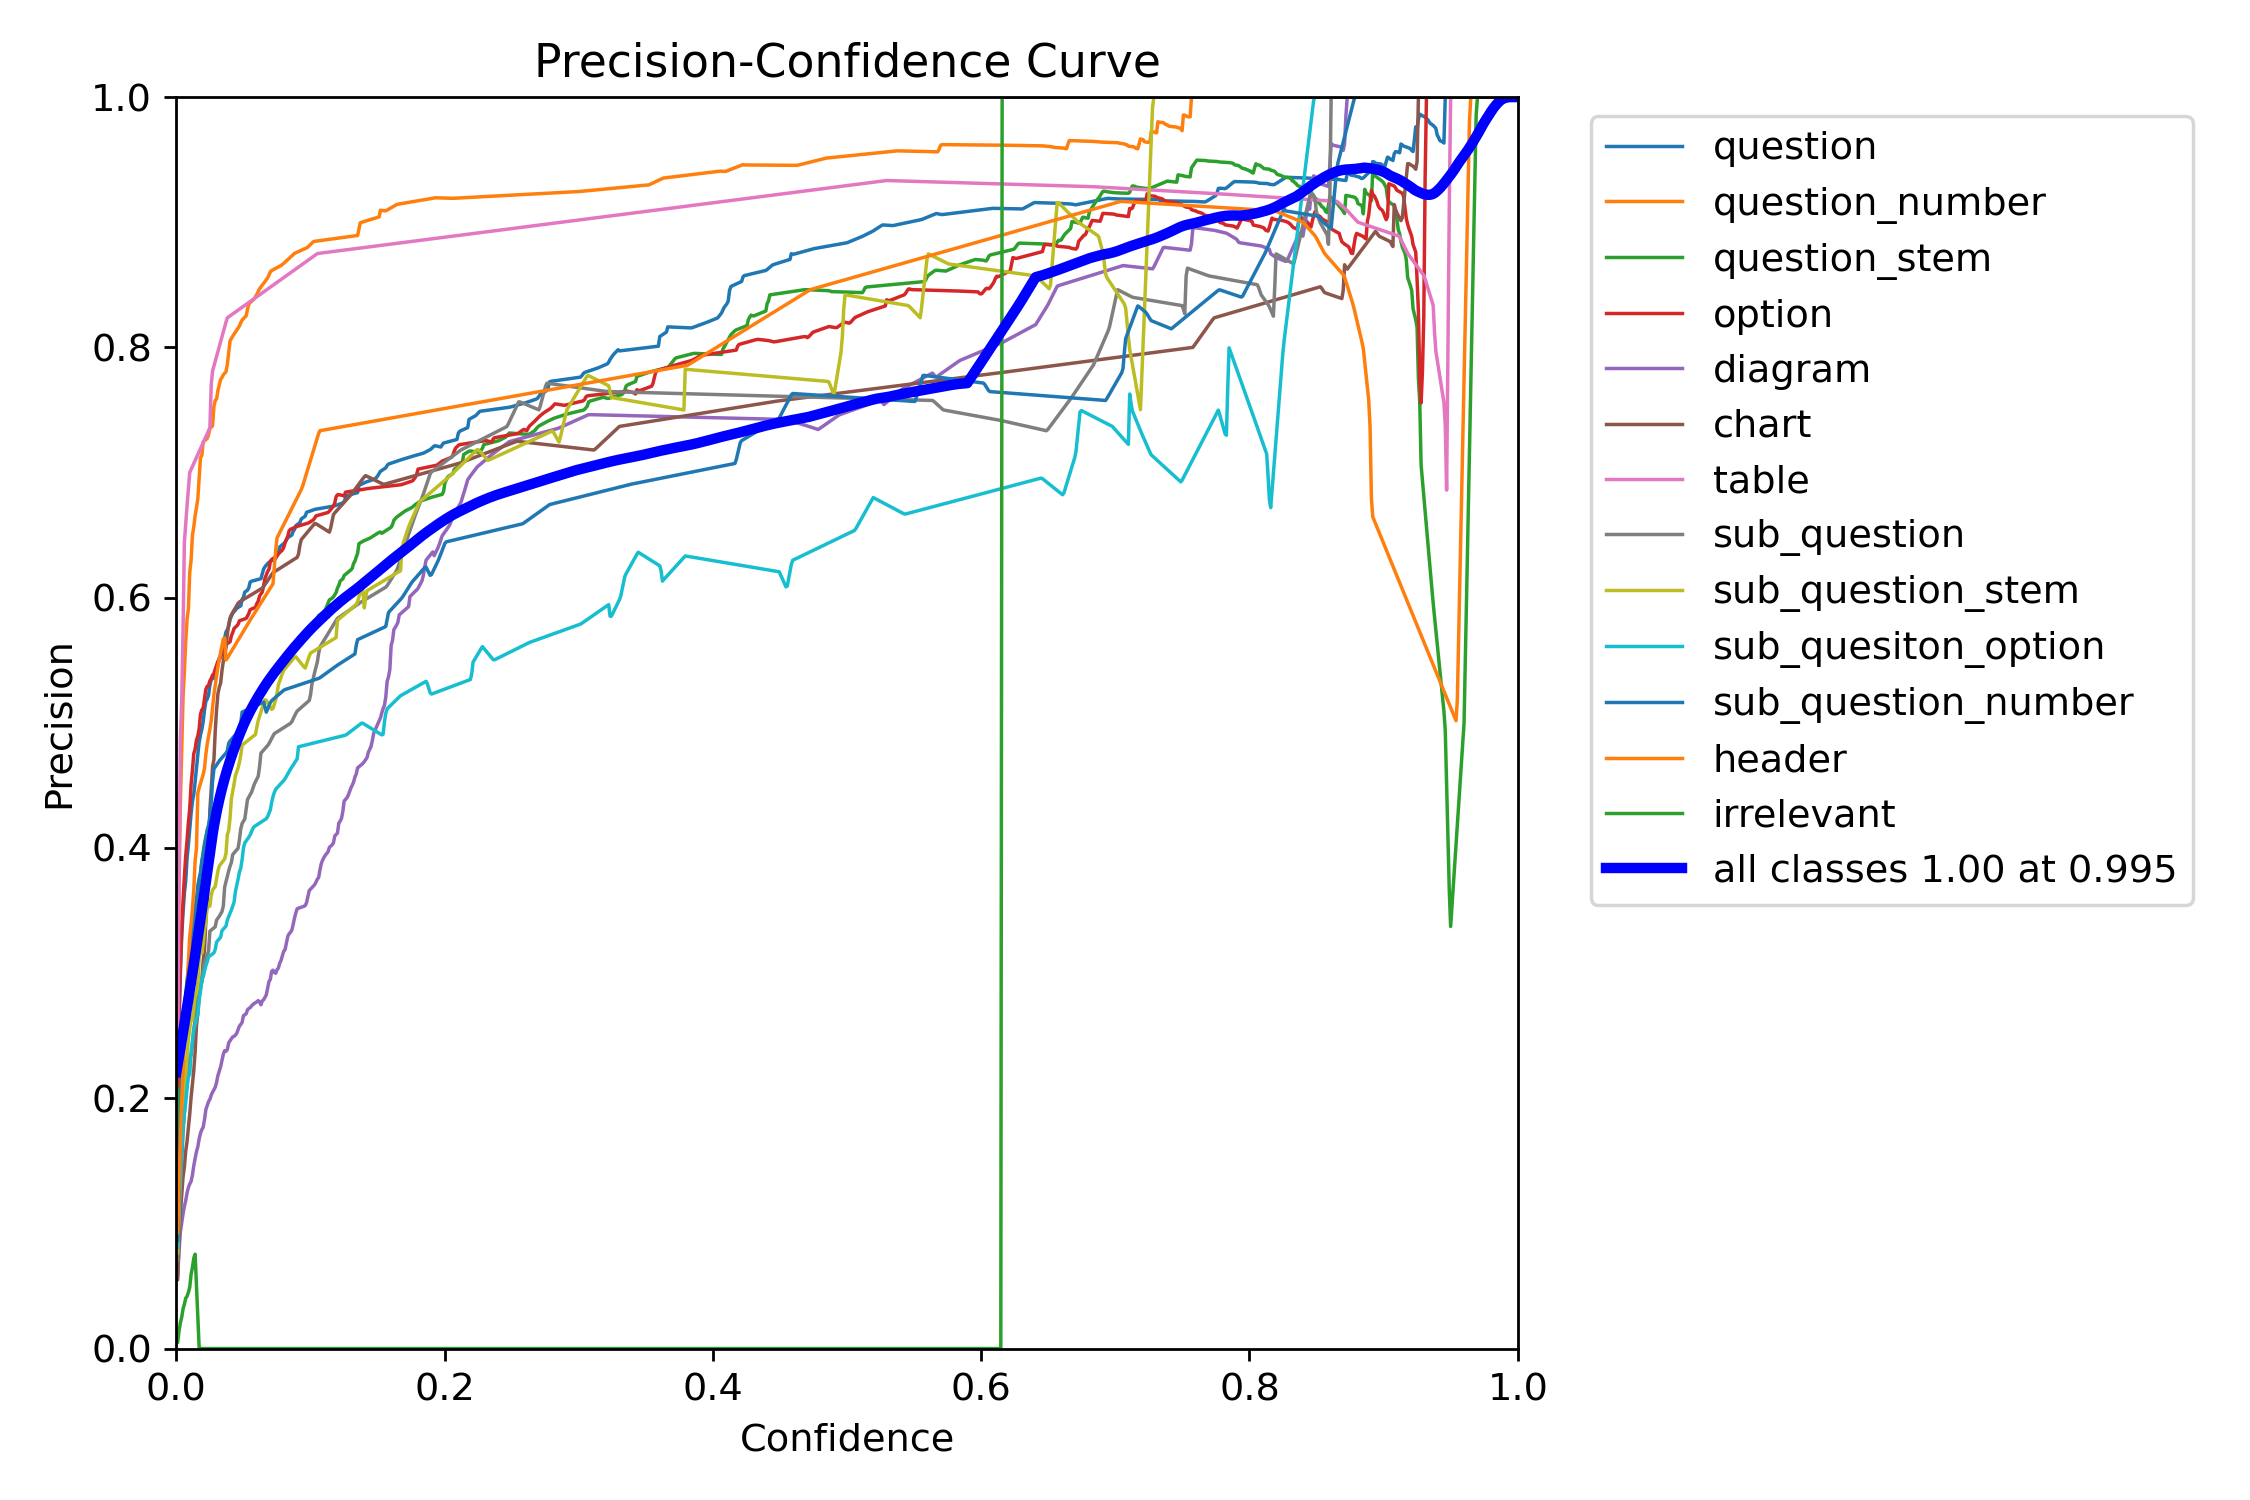 Precision-Confidence Curve
1.0
0.8
0.6
0.4
0.2
0.0
Precision
0.0 0.2 0.4 0.6 0.8 1.0
Confidence
question
question_number
question_stem
option
diagram
chart
table
sub_question
sub_question_stem
sub_quesiton_option
sub_question_number
header
irrelevant
all classes 1.00 at 0.995